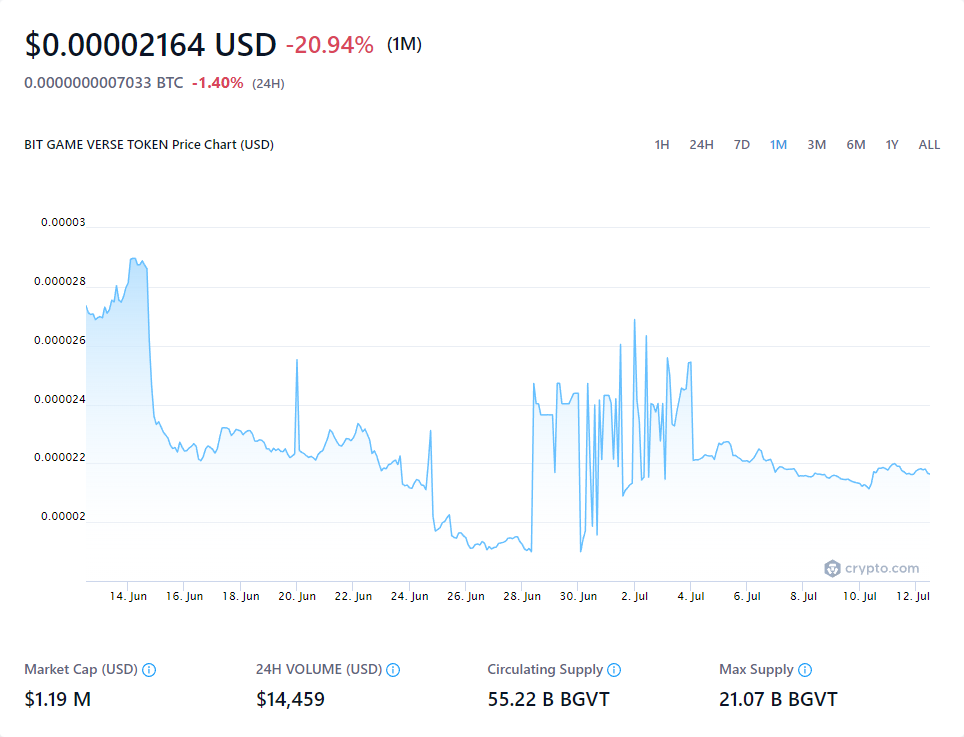 $0.00002164 USD -20.94% (1M)
0.0000000007033 BTC -1.40% (24H)
BIT GAME VERSE TOKEN Price Chart (USD) 1H 24H 7D 1M 3M 6M 1Y ALL
0.00003
0.000028
0.000026
0.000024
0.000022
0.00002
crypto.com
14. Jun 16. Jun 18. Jun 20. Jun 22. Jun 24. Jun 26. Jun 28. Jun 30. Jun 2. Jul 4. Jul 6. Jul 8. Jul 10. Jul 12. Jul
Market Cap (USD) 24H VOLUME (USD) Circulating Supply Max Supply
$1.19 M $14,459 55.22 B BGVT 21.07 B BGVT